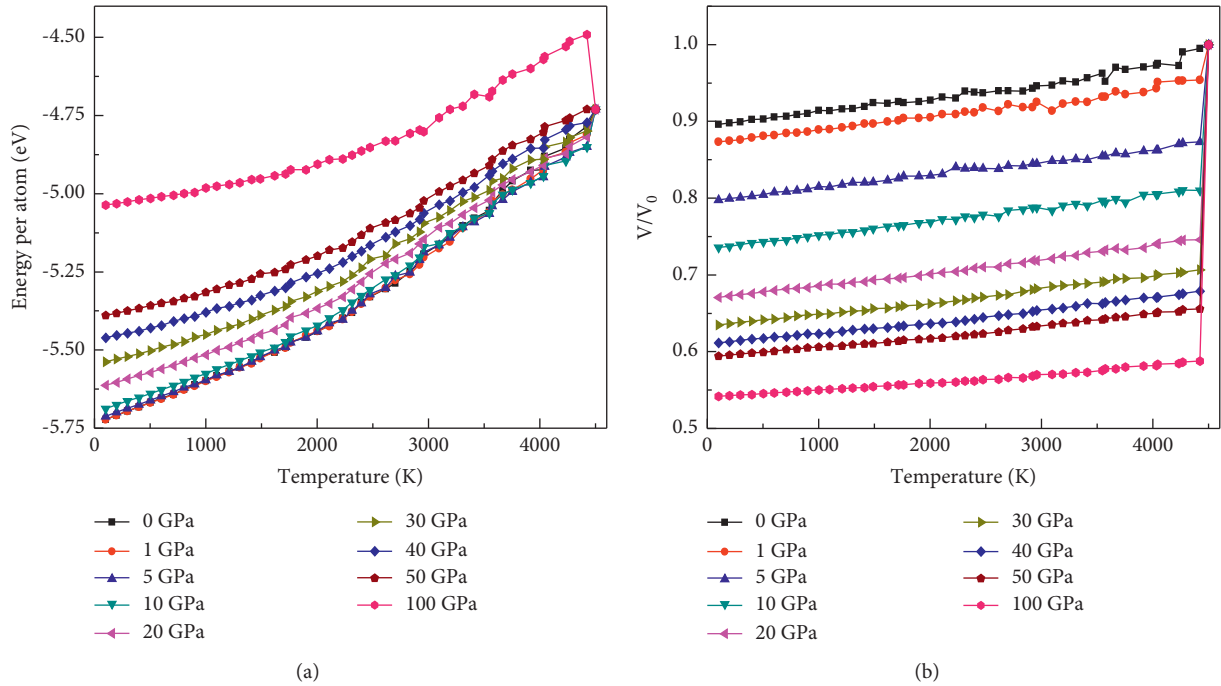 -4.50
-4.75
-5.00
-5.25
-5.50
-5.75
Energy per atom (eV)
0 1000 2000 3000 4000
Temperature (K)
0 GPa
1 GPa
5 GPa
10 GPa
20 GPa
30 GPa
40 GPa
50 GPa
100 GPa
(a)
1.0
0.9
0.8
0.7
0.6
0.5
V/V0
0 1000 2000 3000 4000
Temperature (K)
0 GPa
1 GPa
5 GPa
10 GPa
20 GPa
30 GPa
40 GPa
50 GPa
100 GPa
(b)